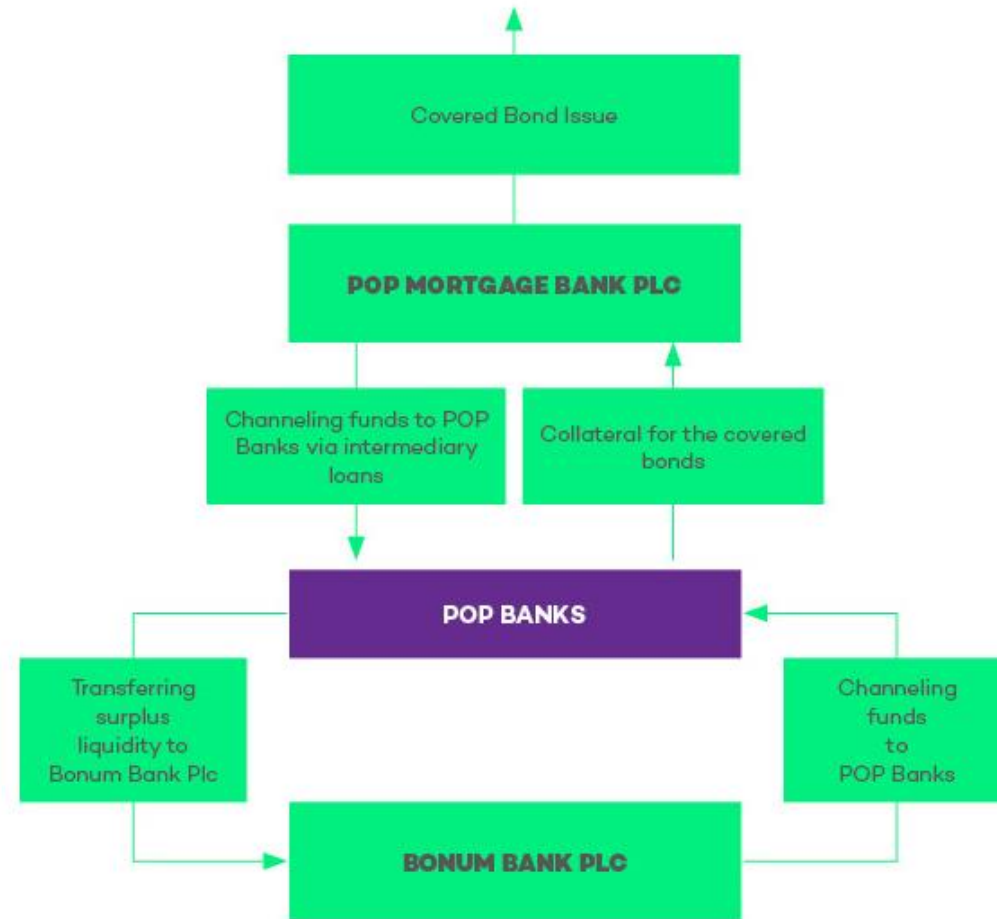 Covered Bond Issue
POP MORTGAGE BANK PLC
Channeling funds to POP
Banks via intermediary
loans
Collateral for the covered
bonds
POP BANKS
Transferring
surplus
liquidity to
Bonum Bank Plc
Channeling
funds
to
POP Banks
BONUM BANK PLC